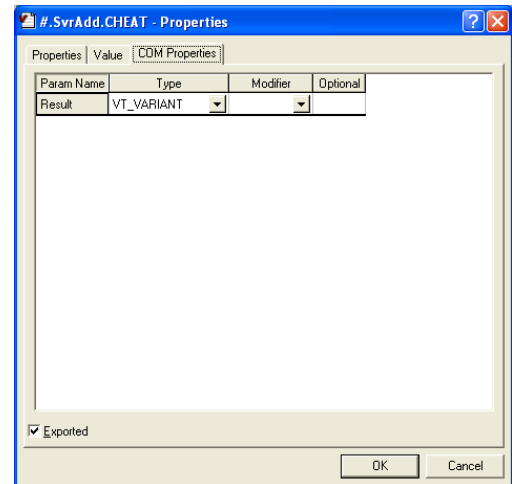 #.SvrAdd.CHEAT - Properties
Properties Value COM Properties
Param Name Type Modifier Optional
Result VT_VARIANT
Exported
OK Cancel